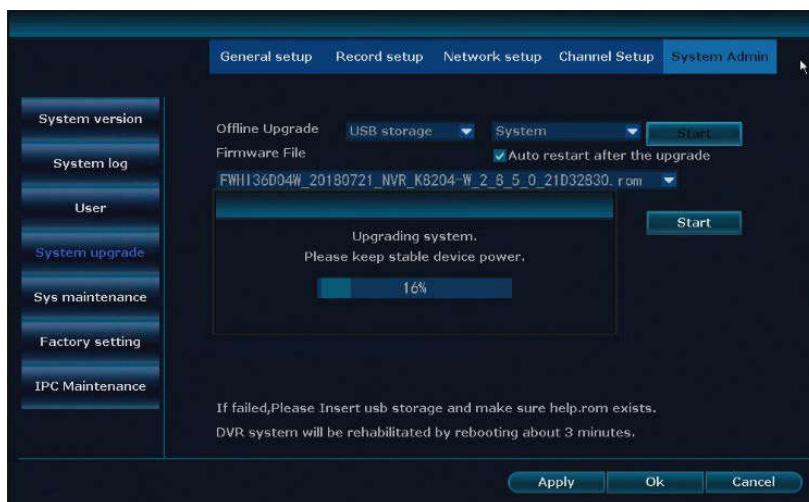 General setup Record setup Network setup Channel Setup System Admin
System version
System log
User
System upgrade
Sys maintenance
Factory setting
IPC Maintenance
Offline Upgrade USB storage System Start
Firmware File Auto restart after the upgrade
FWHI36D04W_20180721_NVR_K8204-W_2_8_5_0_21D32830.rom
Start
Upgrading system.
Please keep stable device power.
16%
If failed,Please Insert usb storage and make sure help.rom exists.
DVR system will be rehabilitated by rebooting about 3 minutes.
Apply Ok Cancel